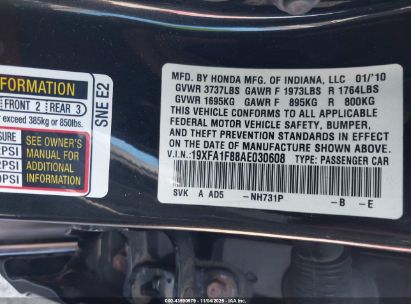 FORMATION
FRONT 2 REAR 3
exceed 385kg or 850lbs.
SNE E2
SURE
SEE OWNER'S
MANUAL FOR
ADDITIONAL
INFORMATION
PSI
PSI
PSI
MFD. BY HONDA MFG. OF INDIANA, LLC 01/'10
GVWR 3737LBS GAWR F 1973LBS R 1764LBS
GVWR 1695KG GAWR F 895KG R 800KG
THIS VEHICLE CONFORMS TO ALL APPLICABLE
FEDERAL MOTOR VEHICLE SAFETY, BUMPER,
AND THEFT PREVENTION STANDARDS IN EFFECT
ON THE DATE OF MANUFACTURE SHOWN ABOVE.
V.I.N.: 19XFA1F88AE030608 TYPE: PASSENGER CAR
SVK A AD5 -NH731P -B -E